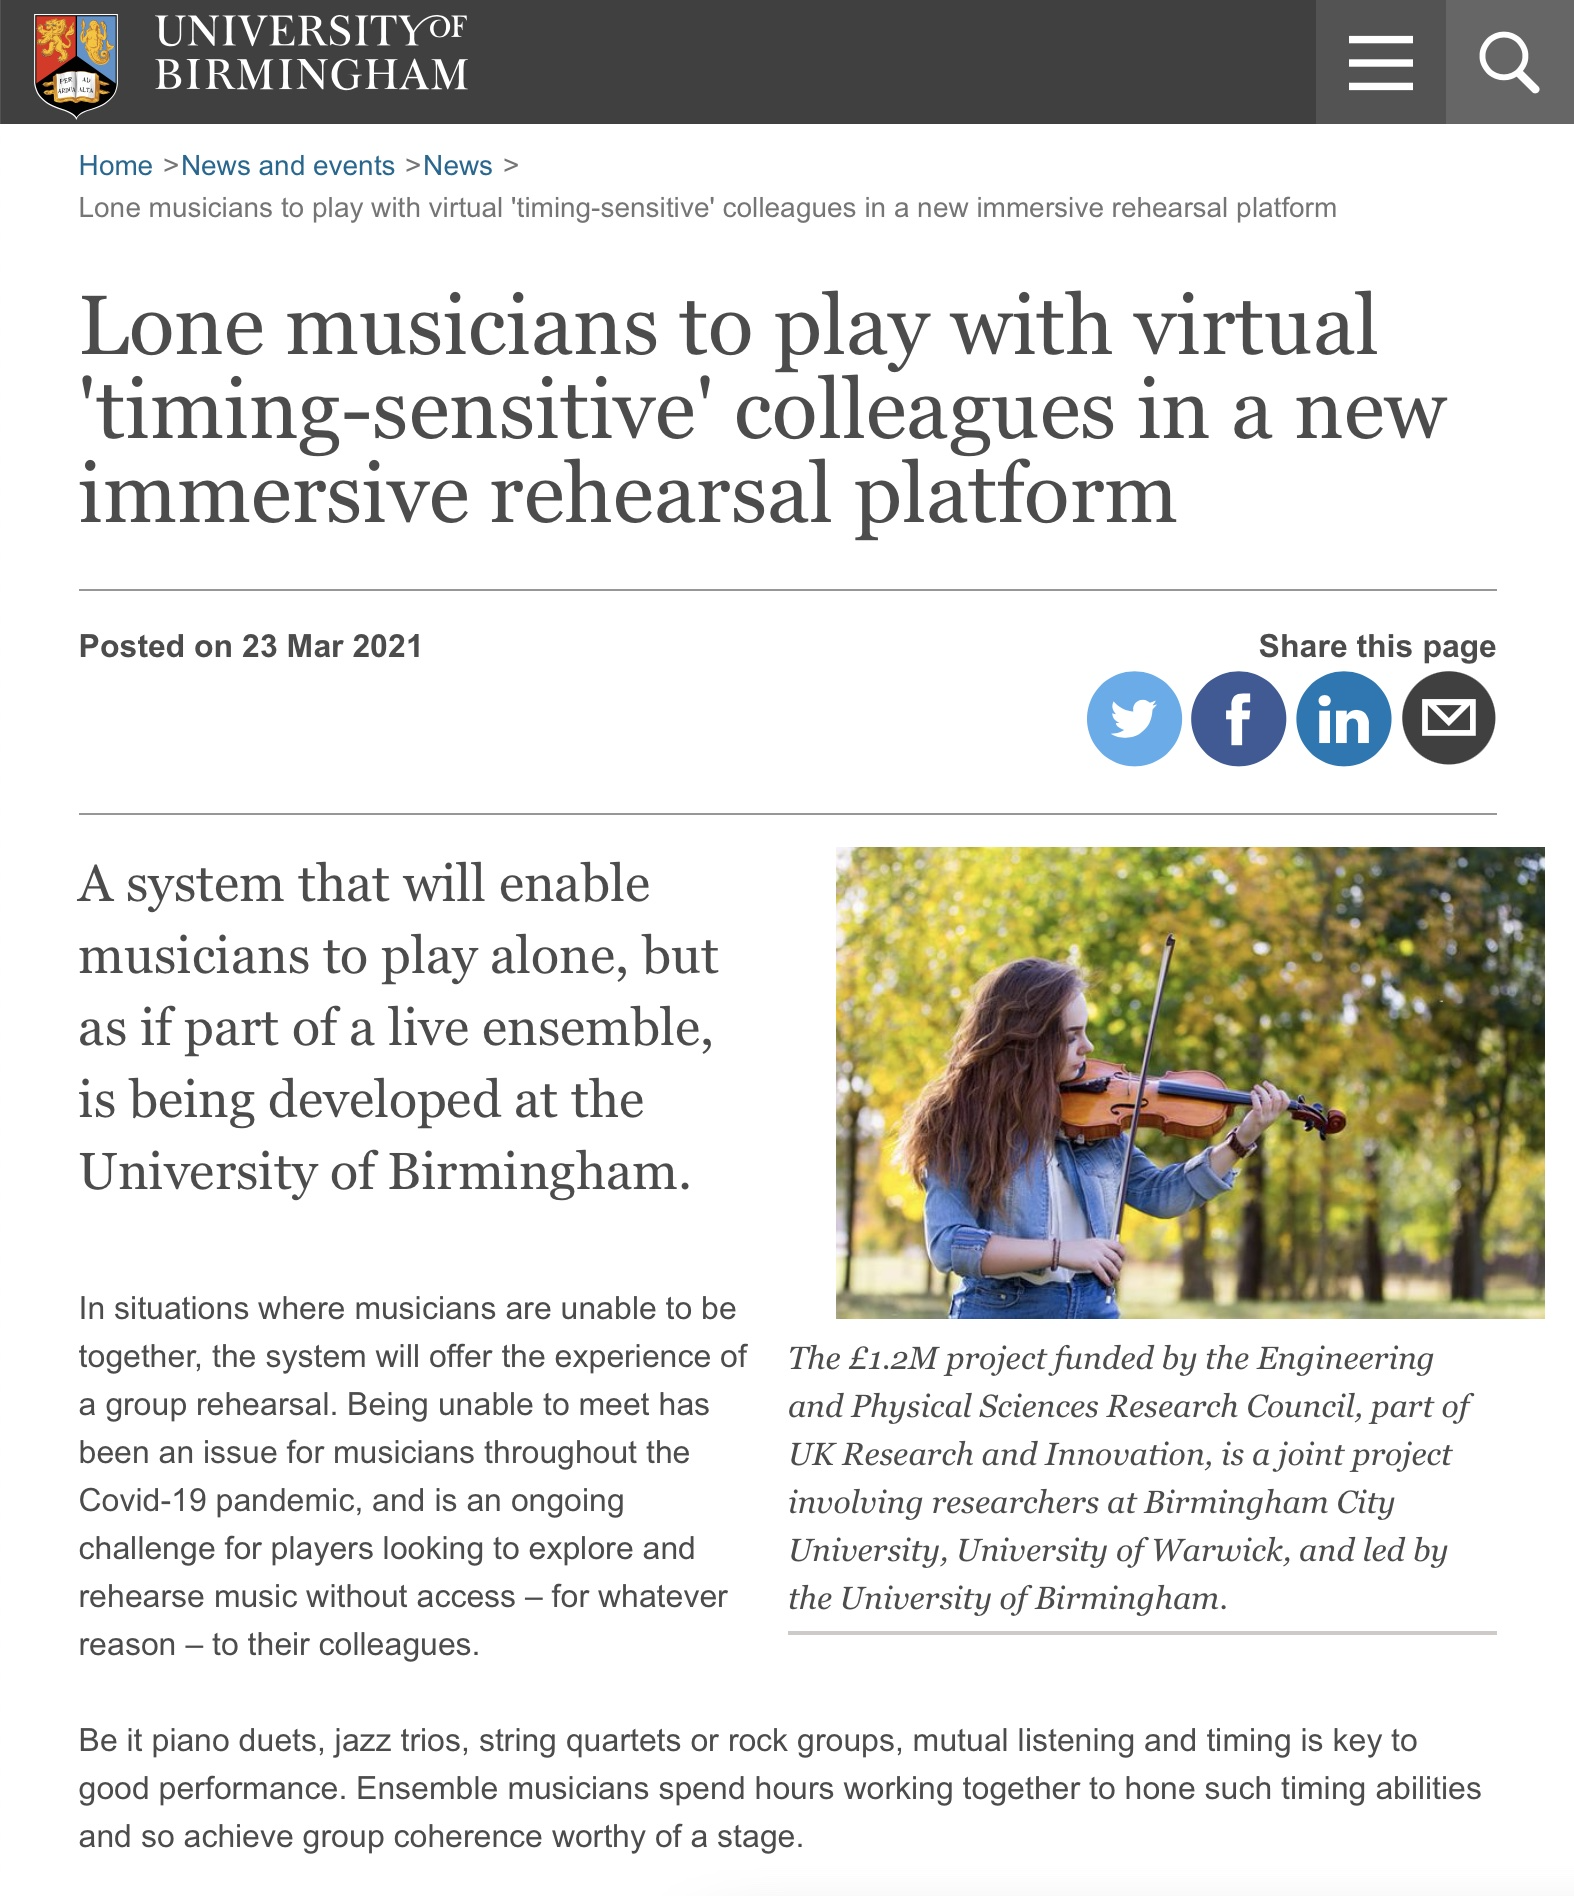 UNIVERSITY OF
BIRMINGHAM
PER AD
ARDUA ALTA
Home >News and events >News >
Lone musicians to play with virtual 'timing-sensitive' colleagues in a new immersive rehearsal platform
Lone musicians to play with virtual
'timing-sensitive' colleagues in a new
immersive rehearsal platform
Posted on 23 Mar 2021
Share this page
A system that will enable
musicians to play alone, but
as if part of a live ensemble,
is being developed at the
University of Birmingham.
In situations where musicians are unable to be
together, the system will offer the experience of
a group rehearsal. Being unable to meet has
been an issue for musicians throughout the
Covid-19 pandemic, and is an ongoing
challenge for players looking to explore and
rehearse music without access – for whatever
reason – to their colleagues.
The £1.2M project funded by the Engineering
and Physical Sciences Research Council, part of
UK Research and Innovation, is a joint project
involving researchers at Birmingham City
University, University of Warwick, and led by
the University of Birmingham.
Be it piano duets, jazz trios, string quartets or rock groups, mutual listening and timing is key to
good performance. Ensemble musicians spend hours working together to hone such timing abilities
and so achieve group coherence worthy of a stage.